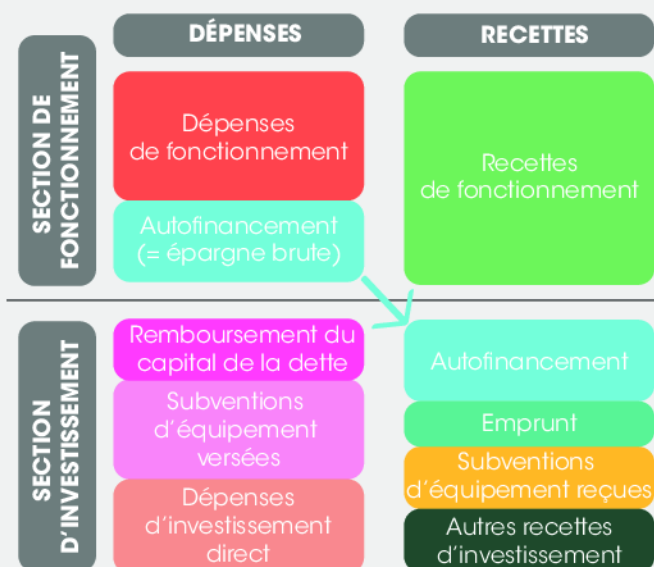 DÉPENSES
RECETTES
SECTION DE
FONCTIONNEMENT
Dépenses
de fonctionnement
Autofinancement
(= épargne brute)
Recettes
de fonctionnement
SECTION
D'INVESTISSEMENT
Remboursement du
capital de la dette
Subventions
d'équipement
versées
Dépenses
d'investissement
direct
Autofinancement
Emprunt
Subventions
d'équipement reçues
Autres recettes
d'investissement